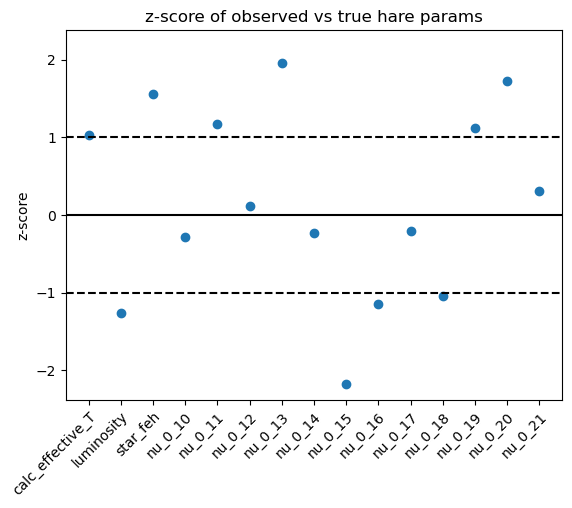 z-score of observed vs true hare params
z-score
2
1
0
−1
−2
calc_effective_T
luminosity
star_feh
nu_0_10
nu_0_11
nu_0_12
nu_0_13
nu_0_14
nu_0_15
nu_0_16
nu_0_17
nu_0_18
nu_0_19
nu_0_20
nu_0_21